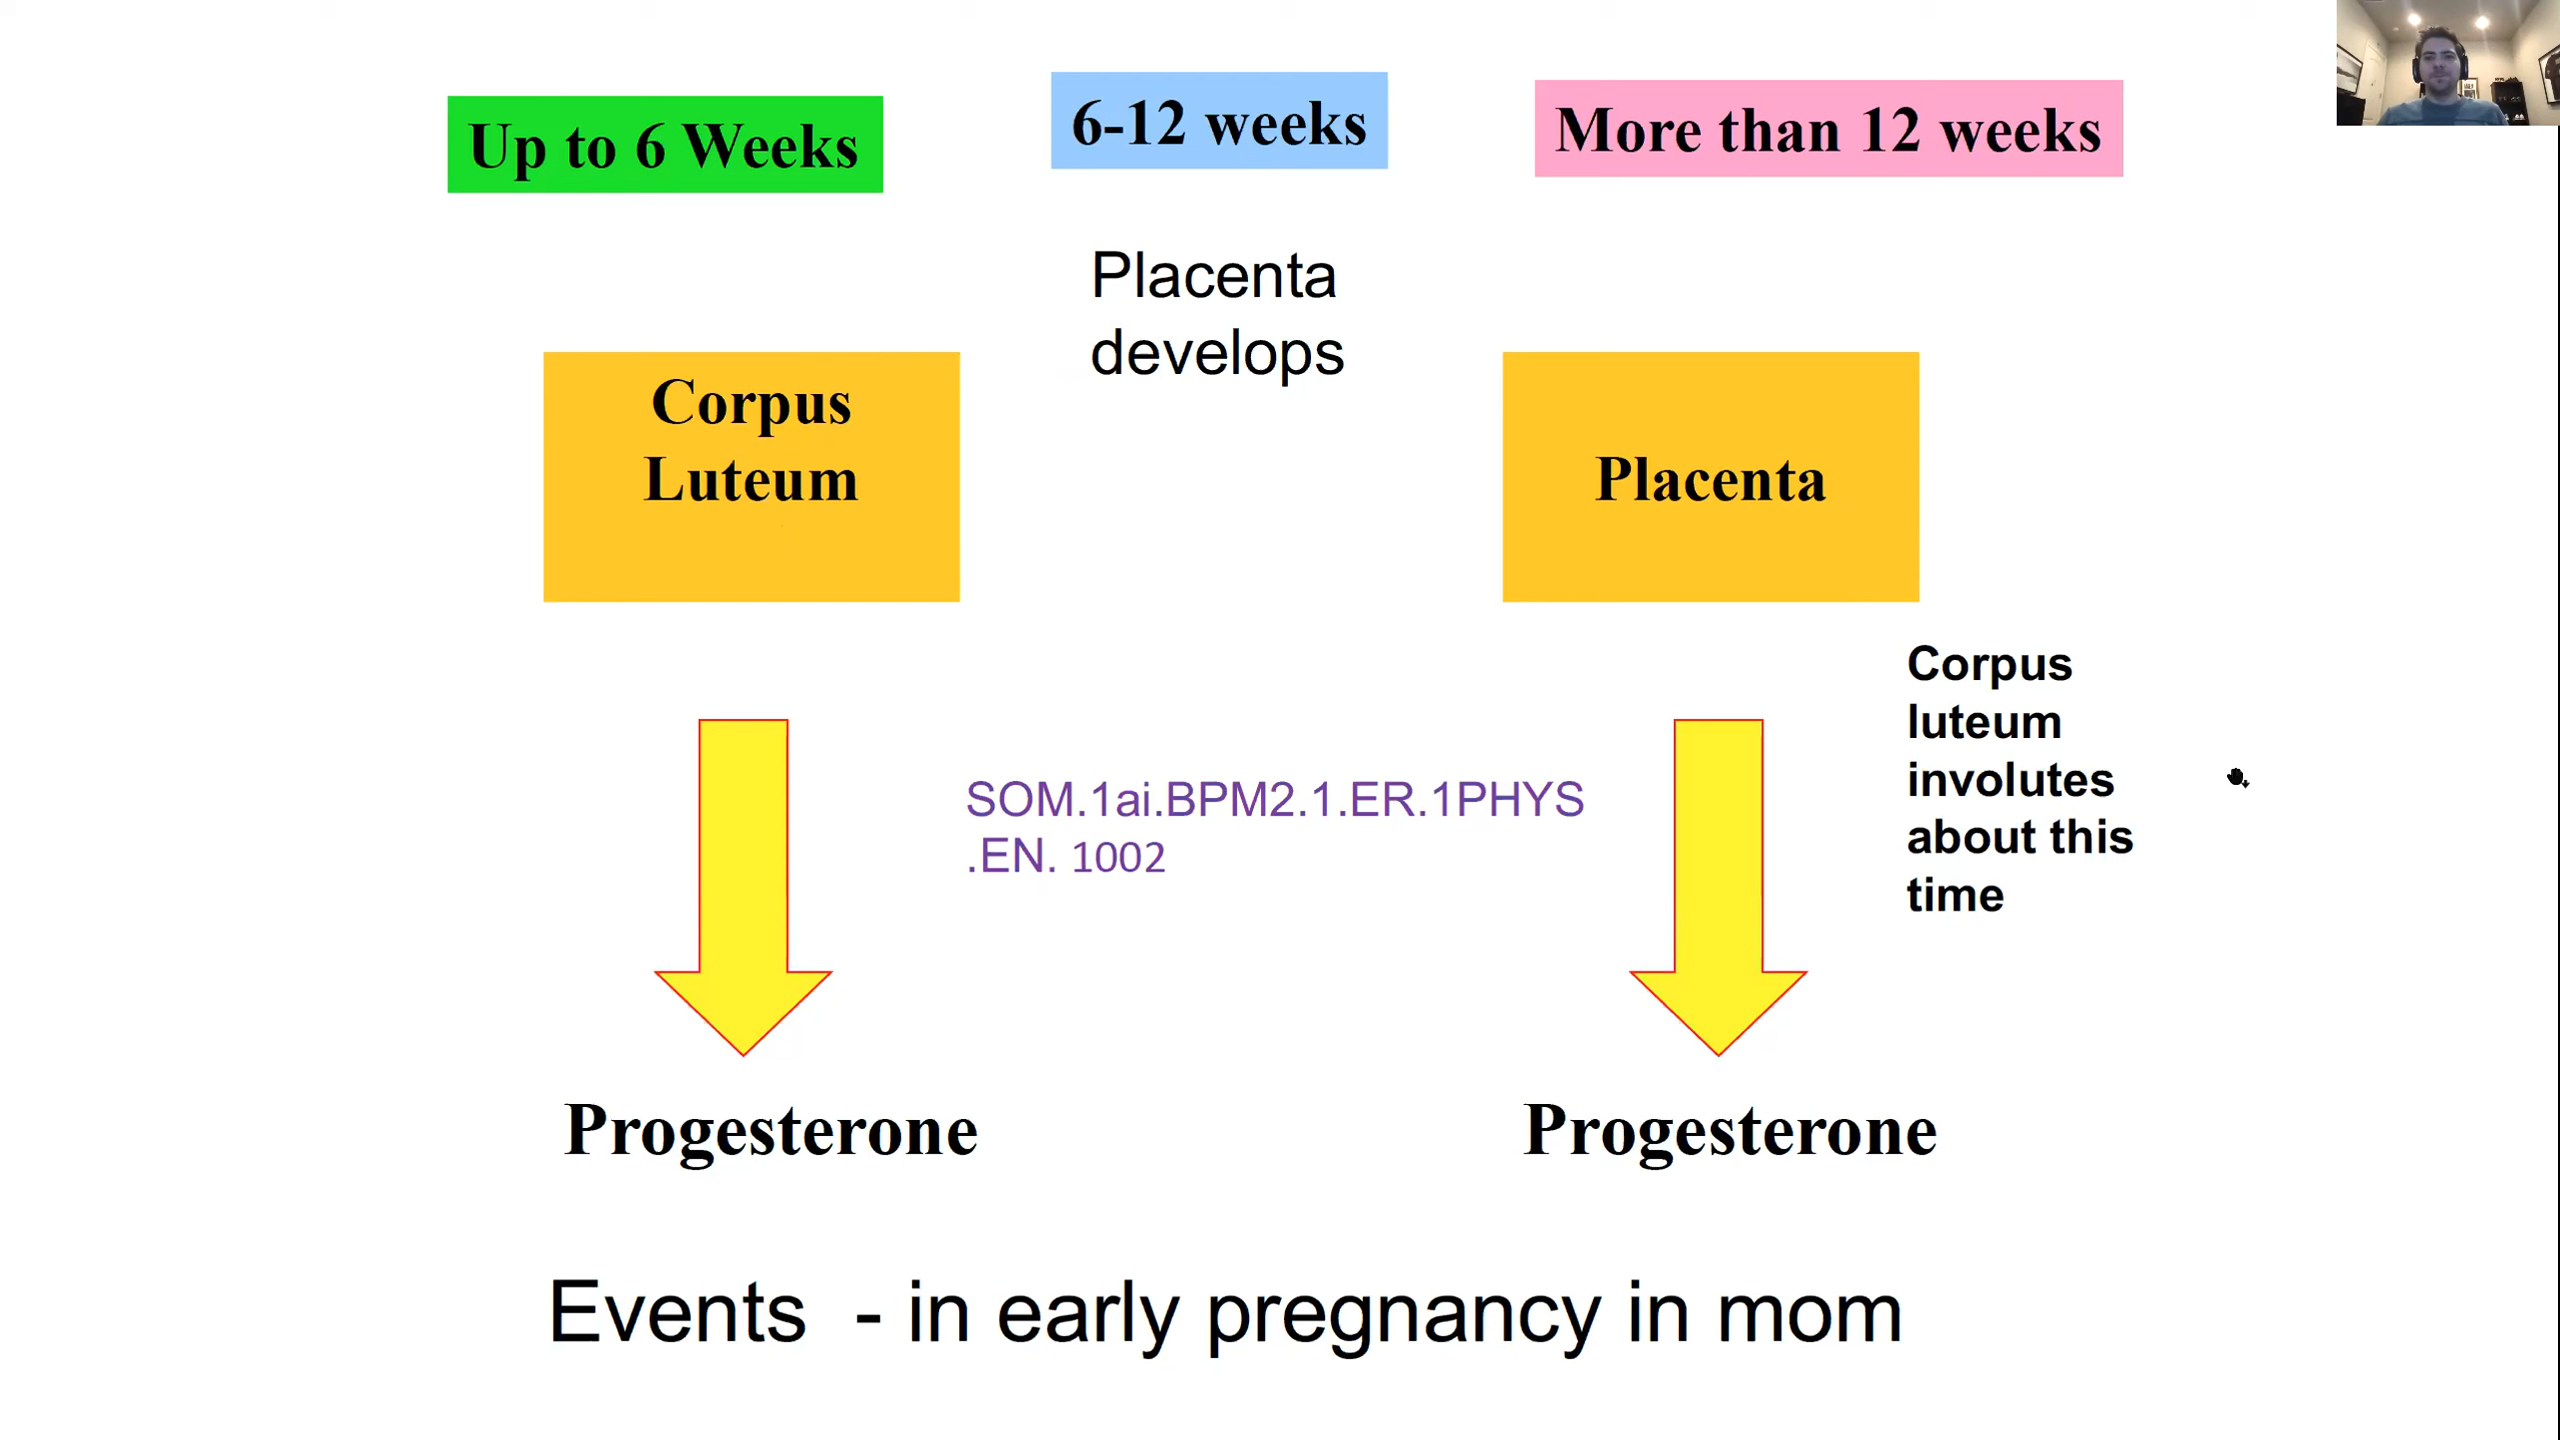 Up to 6 Weeks
6-12 weeks
More than 12 weeks
Placenta
develops
Corpus
Luteum
Placenta
Corpus
luteum
involutes
about this
time
SOM.1ai.BPM2.1.ER.1PHYS
.EN. 1002
Progesterone
Progesterone
Events - in early pregnancy in mom